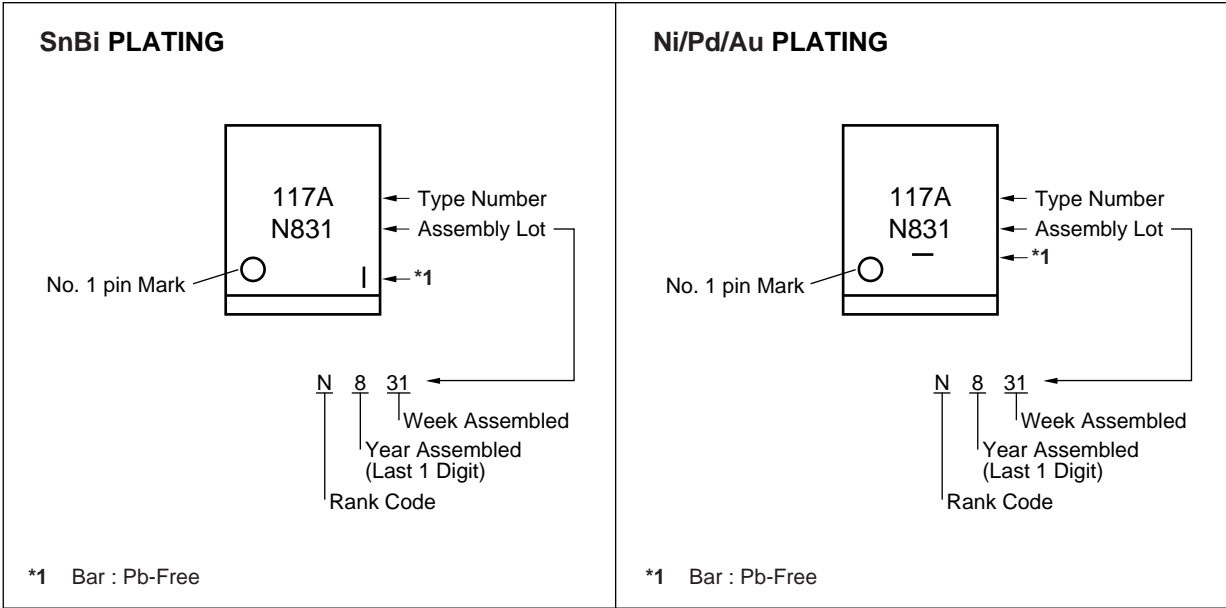 SnBi PLATING
117A
N831
Type Number
Assembly Lot
No. 1 pin Mark
*1
N 8 31
Week Assembled
Year Assembled
(Last 1 Digit)
Rank Code
*1 Bar : Pb-Free
Ni/Pd/Au PLATING
117A
N831
Type Number
Assembly Lot
*1
No. 1 pin Mark
N 8 31
Week Assembled
Year Assembled
(Last 1 Digit)
Rank Code
*1 Bar : Pb-Free